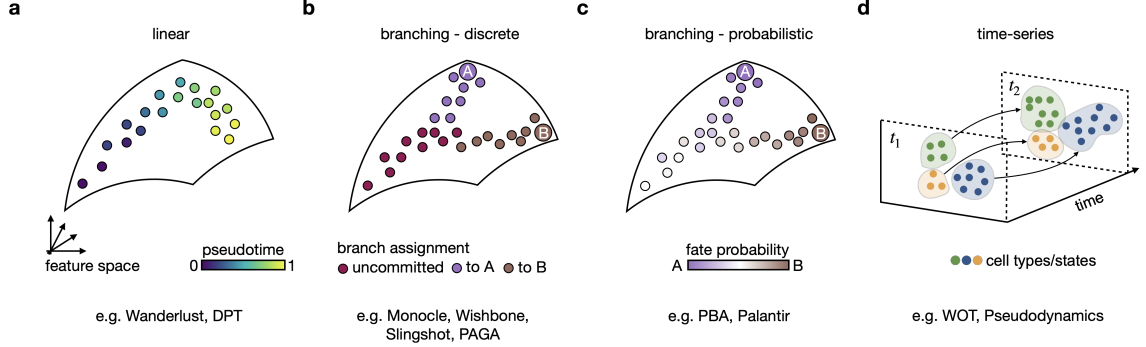 a
linear
feature space
pseudotime
0 1
e.g. Wanderlust, DPT
b
branching - discrete
A
B
branch assignment
uncommitted to A to B
e.g. Monocle, Wishbone,
Slingshot, PAGA
c
branching - probabilistic
A
B
fate probability
A B
e.g. PBA, Palantir
d
time-series
t2
t1
time
cell types/states
e.g. WOT, Pseudodynamics